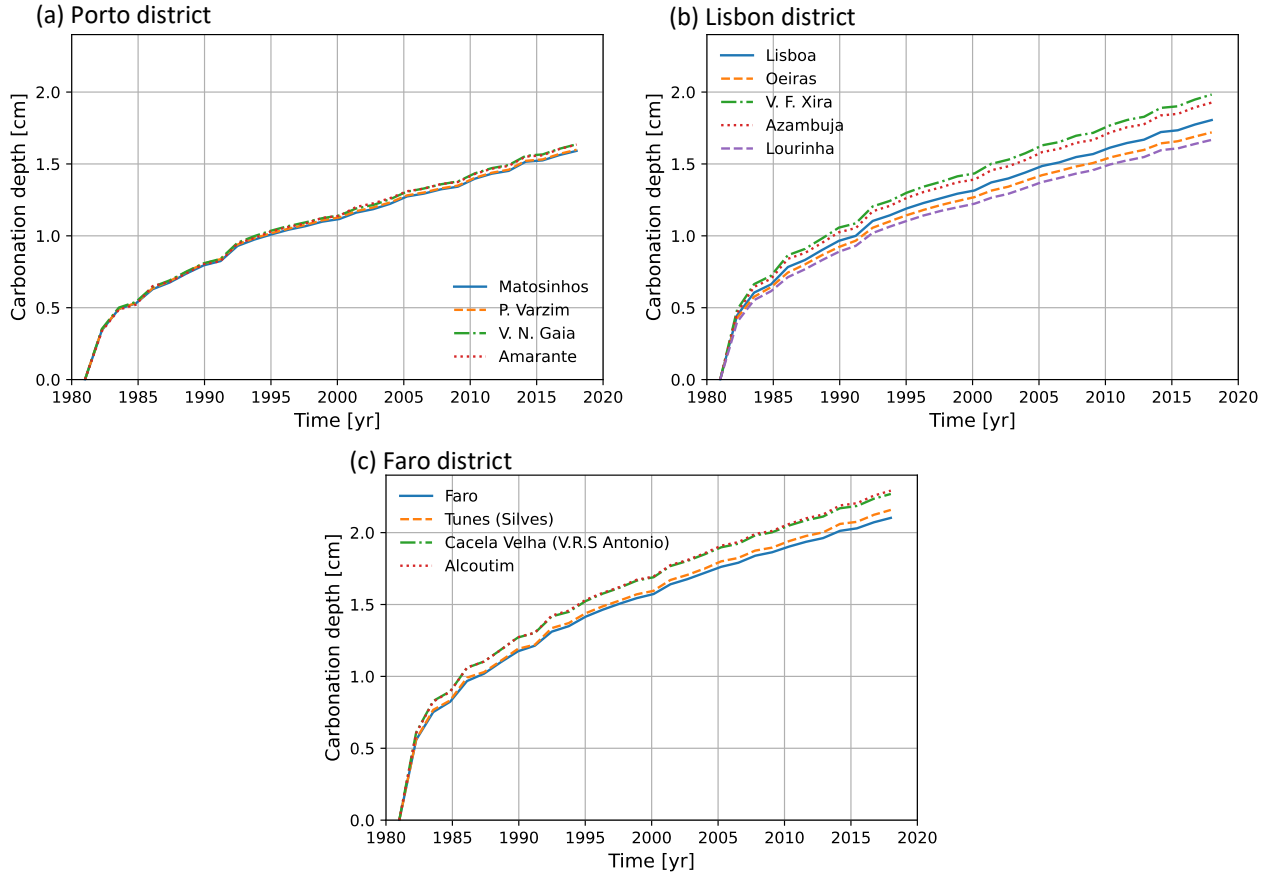 (a) Porto district
Carbonation depth [cm]
2.0
1.5
1.0
0.5
0.0
Matosinhos
P. Varzim
V. N. Gaia
Amarante
1980 1985 1990 1995 2000 2005 2010 2015 2020
Time [yr]
(b) Lisbon district
Carbonation depth [cm]
2.0
1.5
1.0
0.5
0.0
Lisboa
Oeiras
V. F. Xira
Azambuja
Lourinha
1980 1985 1990 1995 2000 2005 2010 2015 2020
Time [yr]
(c) Faro district
Carbonation depth [cm]
2.0
1.5
1.0
0.5
0.0
Faro
Tunes (Silves)
Cacela Velha (V.R.S Antonio)
Alcoutim
1980 1985 1990 1995 2000 2005 2010 2015 2020
Time [yr]